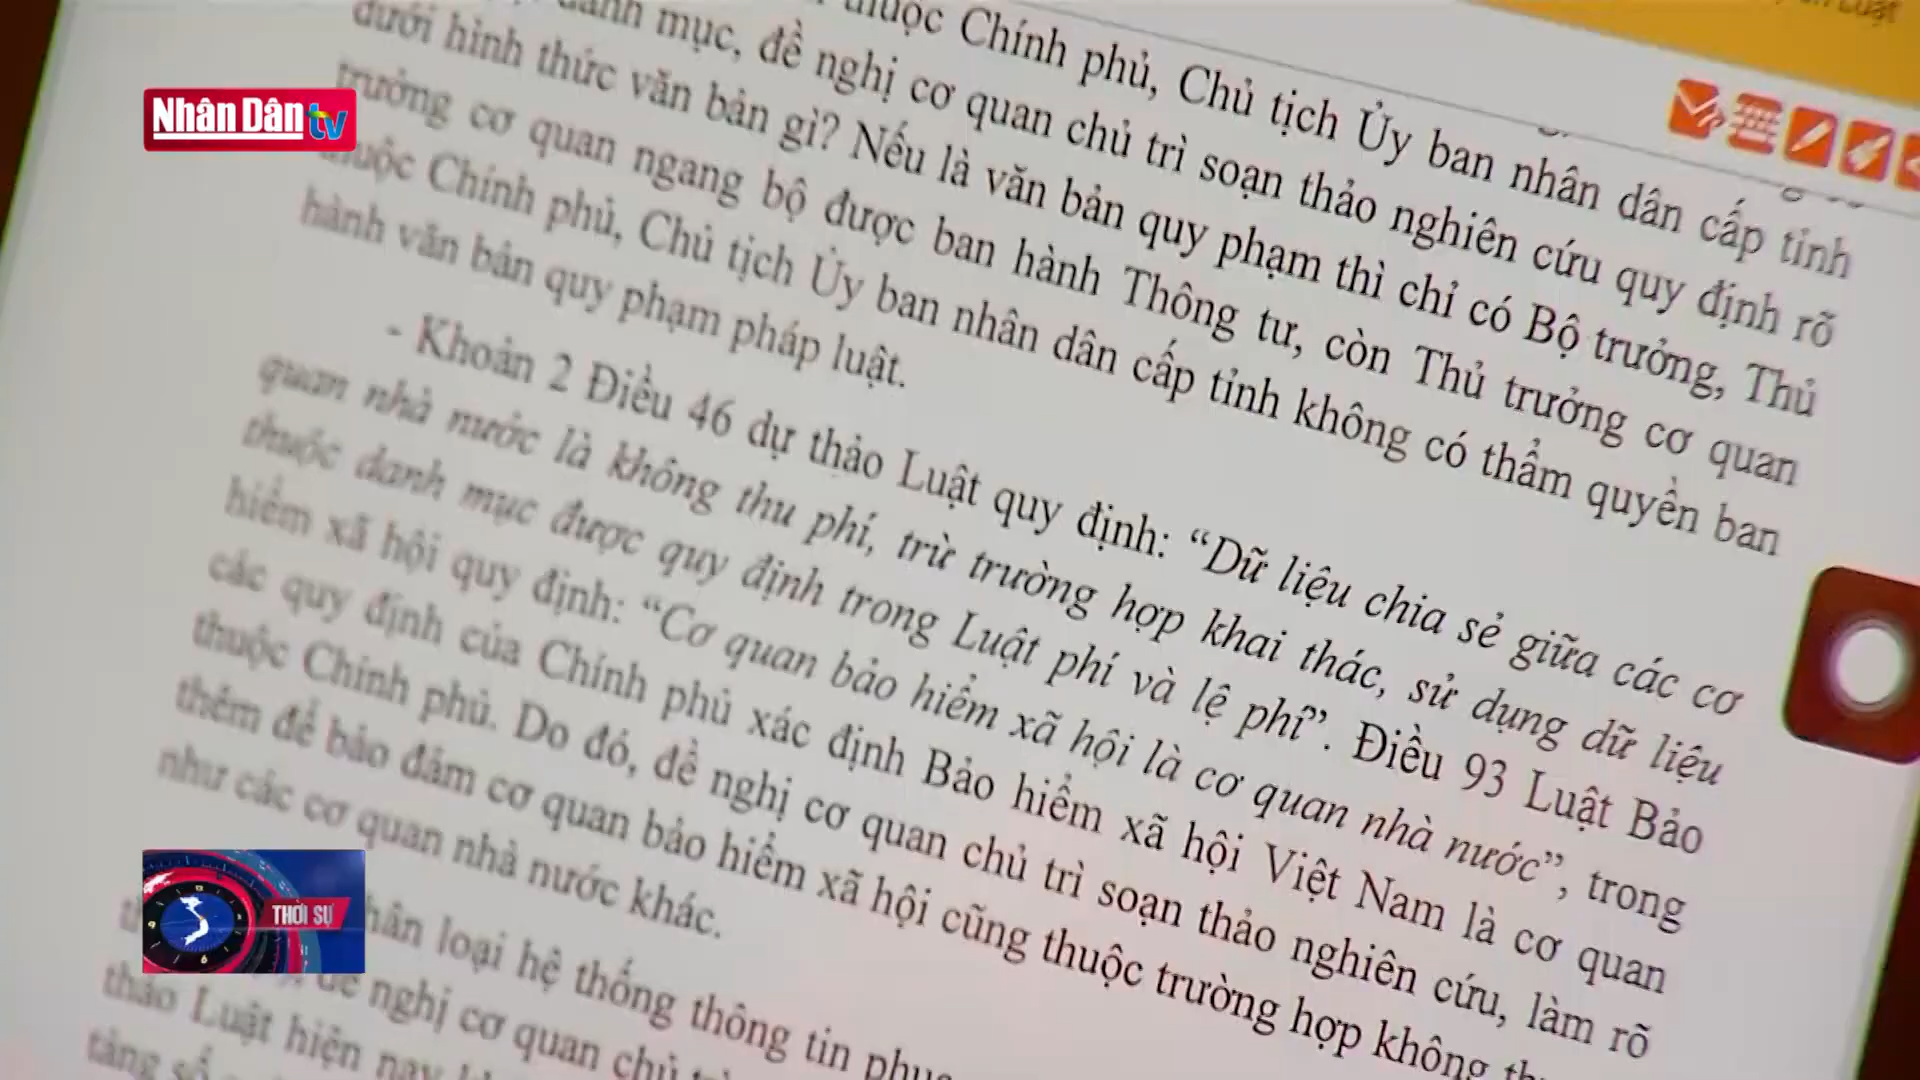 Nhân Dân tv
thuộc Chính phủ, Chủ tịch Ủy ban nhân dân cấp tỉnh
danh mục, đề nghị cơ quan chủ trì soạn thảo nghiên cứu quy định rõ
dưới hình thức văn bản gì? Nếu là văn bản quy phạm thì chỉ có Bộ trưởng, Thủ
trưởng cơ quan ngang bộ được ban hành Thông tư, còn Thủ trưởng cơ quan
thuộc Chính phủ, Chủ tịch Ủy ban nhân dân cấp tỉnh không có thẩm quyền ban
hành văn bản quy phạm pháp luật.
- Khoản 2 Điều 46 dự thảo Luật quy định: “Dữ liệu chia sẻ giữa các cơ
quan nhà nước là không thu phí, trừ trường hợp khai thác, sử dụng dữ liệu
thuộc danh mục được quy định trong Luật phí và lệ phí”. Điều 93 Luật Bảo
hiểm xã hội quy định: “Cơ quan bảo hiểm xã hội là cơ quan nhà nước”, trong
các quy định của Chính phủ xác định Bảo hiểm xã hội Việt Nam là cơ quan
thuộc Chính phủ. Do đó, đề nghị cơ quan chủ trì soạn thảo nghiên cứu, làm rõ
thêm để bảo đảm cơ quan bảo hiểm xã hội cũng thuộc trường hợp không
như các cơ quan nhà nước khác.
loại hệ thống thông tin
đề nghị cơ quan
thảo Luật hiện nay
tảng số
THỜI SỰ